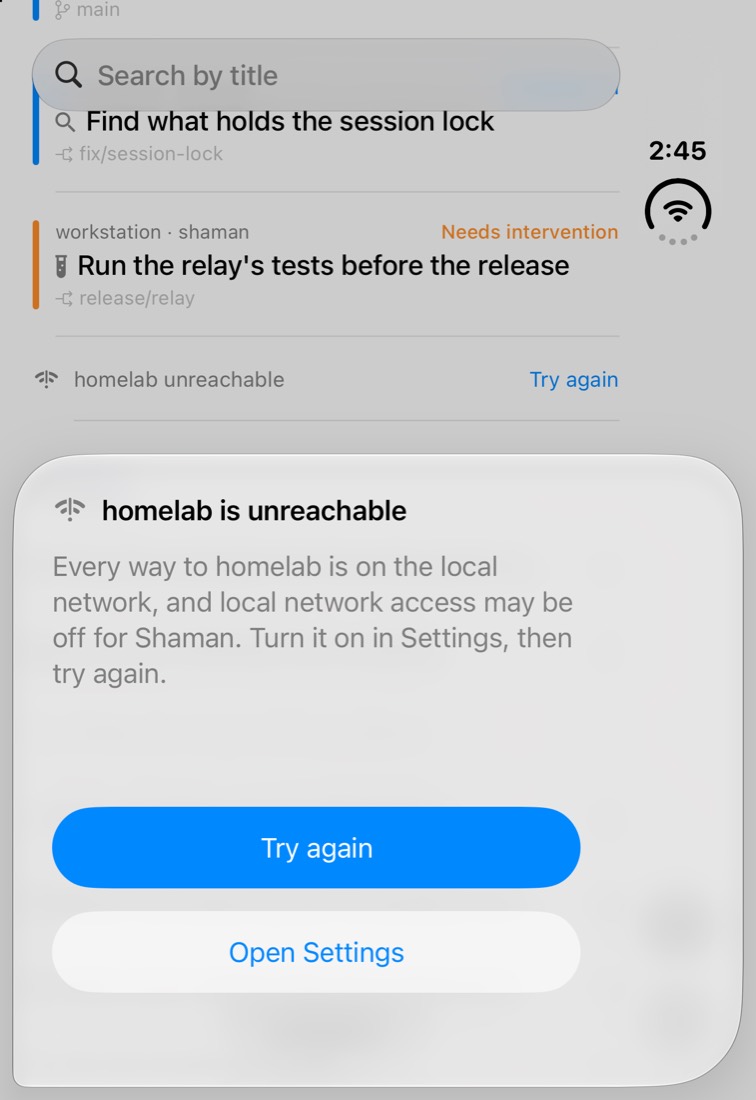 main
Search by title
Find what holds the session lock
fix/session-lock
2:45
workstation · shaman
Needs intervention
Run the relay's tests before the release
release/relay
homelab unreachable
Try again
homelab is unreachable
Every way to homelab is on the local
network, and local network access may be
off for Shaman. Turn it on in Settings, then
try again.
Try again
Open Settings